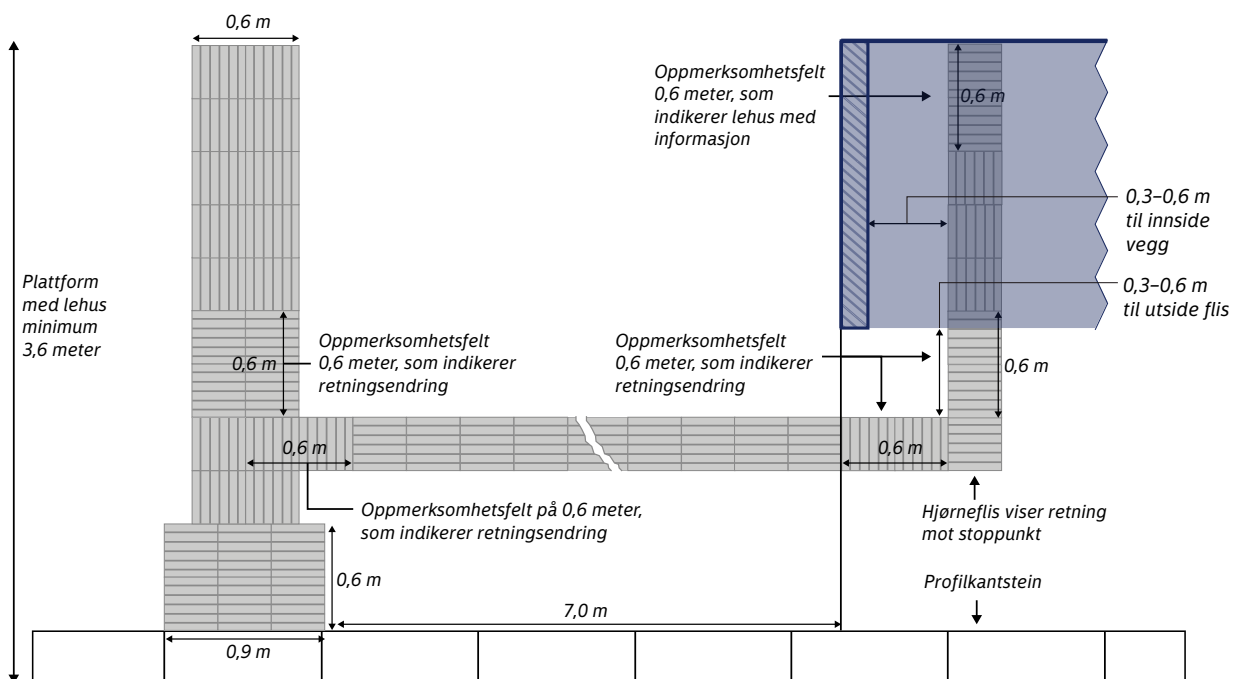 0,6 m
Oppmerksomhetsfelt
0,6 meter, som
indikerer lehus med
informasjon
0,6 m
0,3–0,6 m
til innside
vegg
Plattform
med lehus
minimum
3,6 meter
0,3–0,6 m
til utside flis
0,6 m
Oppmerksomhetsfelt
0,6 meter, som indikerer
retningsendring
Oppmerksomhetsfelt
0,6 meter, som indikerer
retningsendring
0,6 m
0,6 m
0,6 m
Oppmerksomhetsfelt på 0,6 meter,
som indikerer retningsendring
Hjørneflis viser retning
mot stoppunkt
0,6 m
Profilkantstein
7,0 m
0,9 m